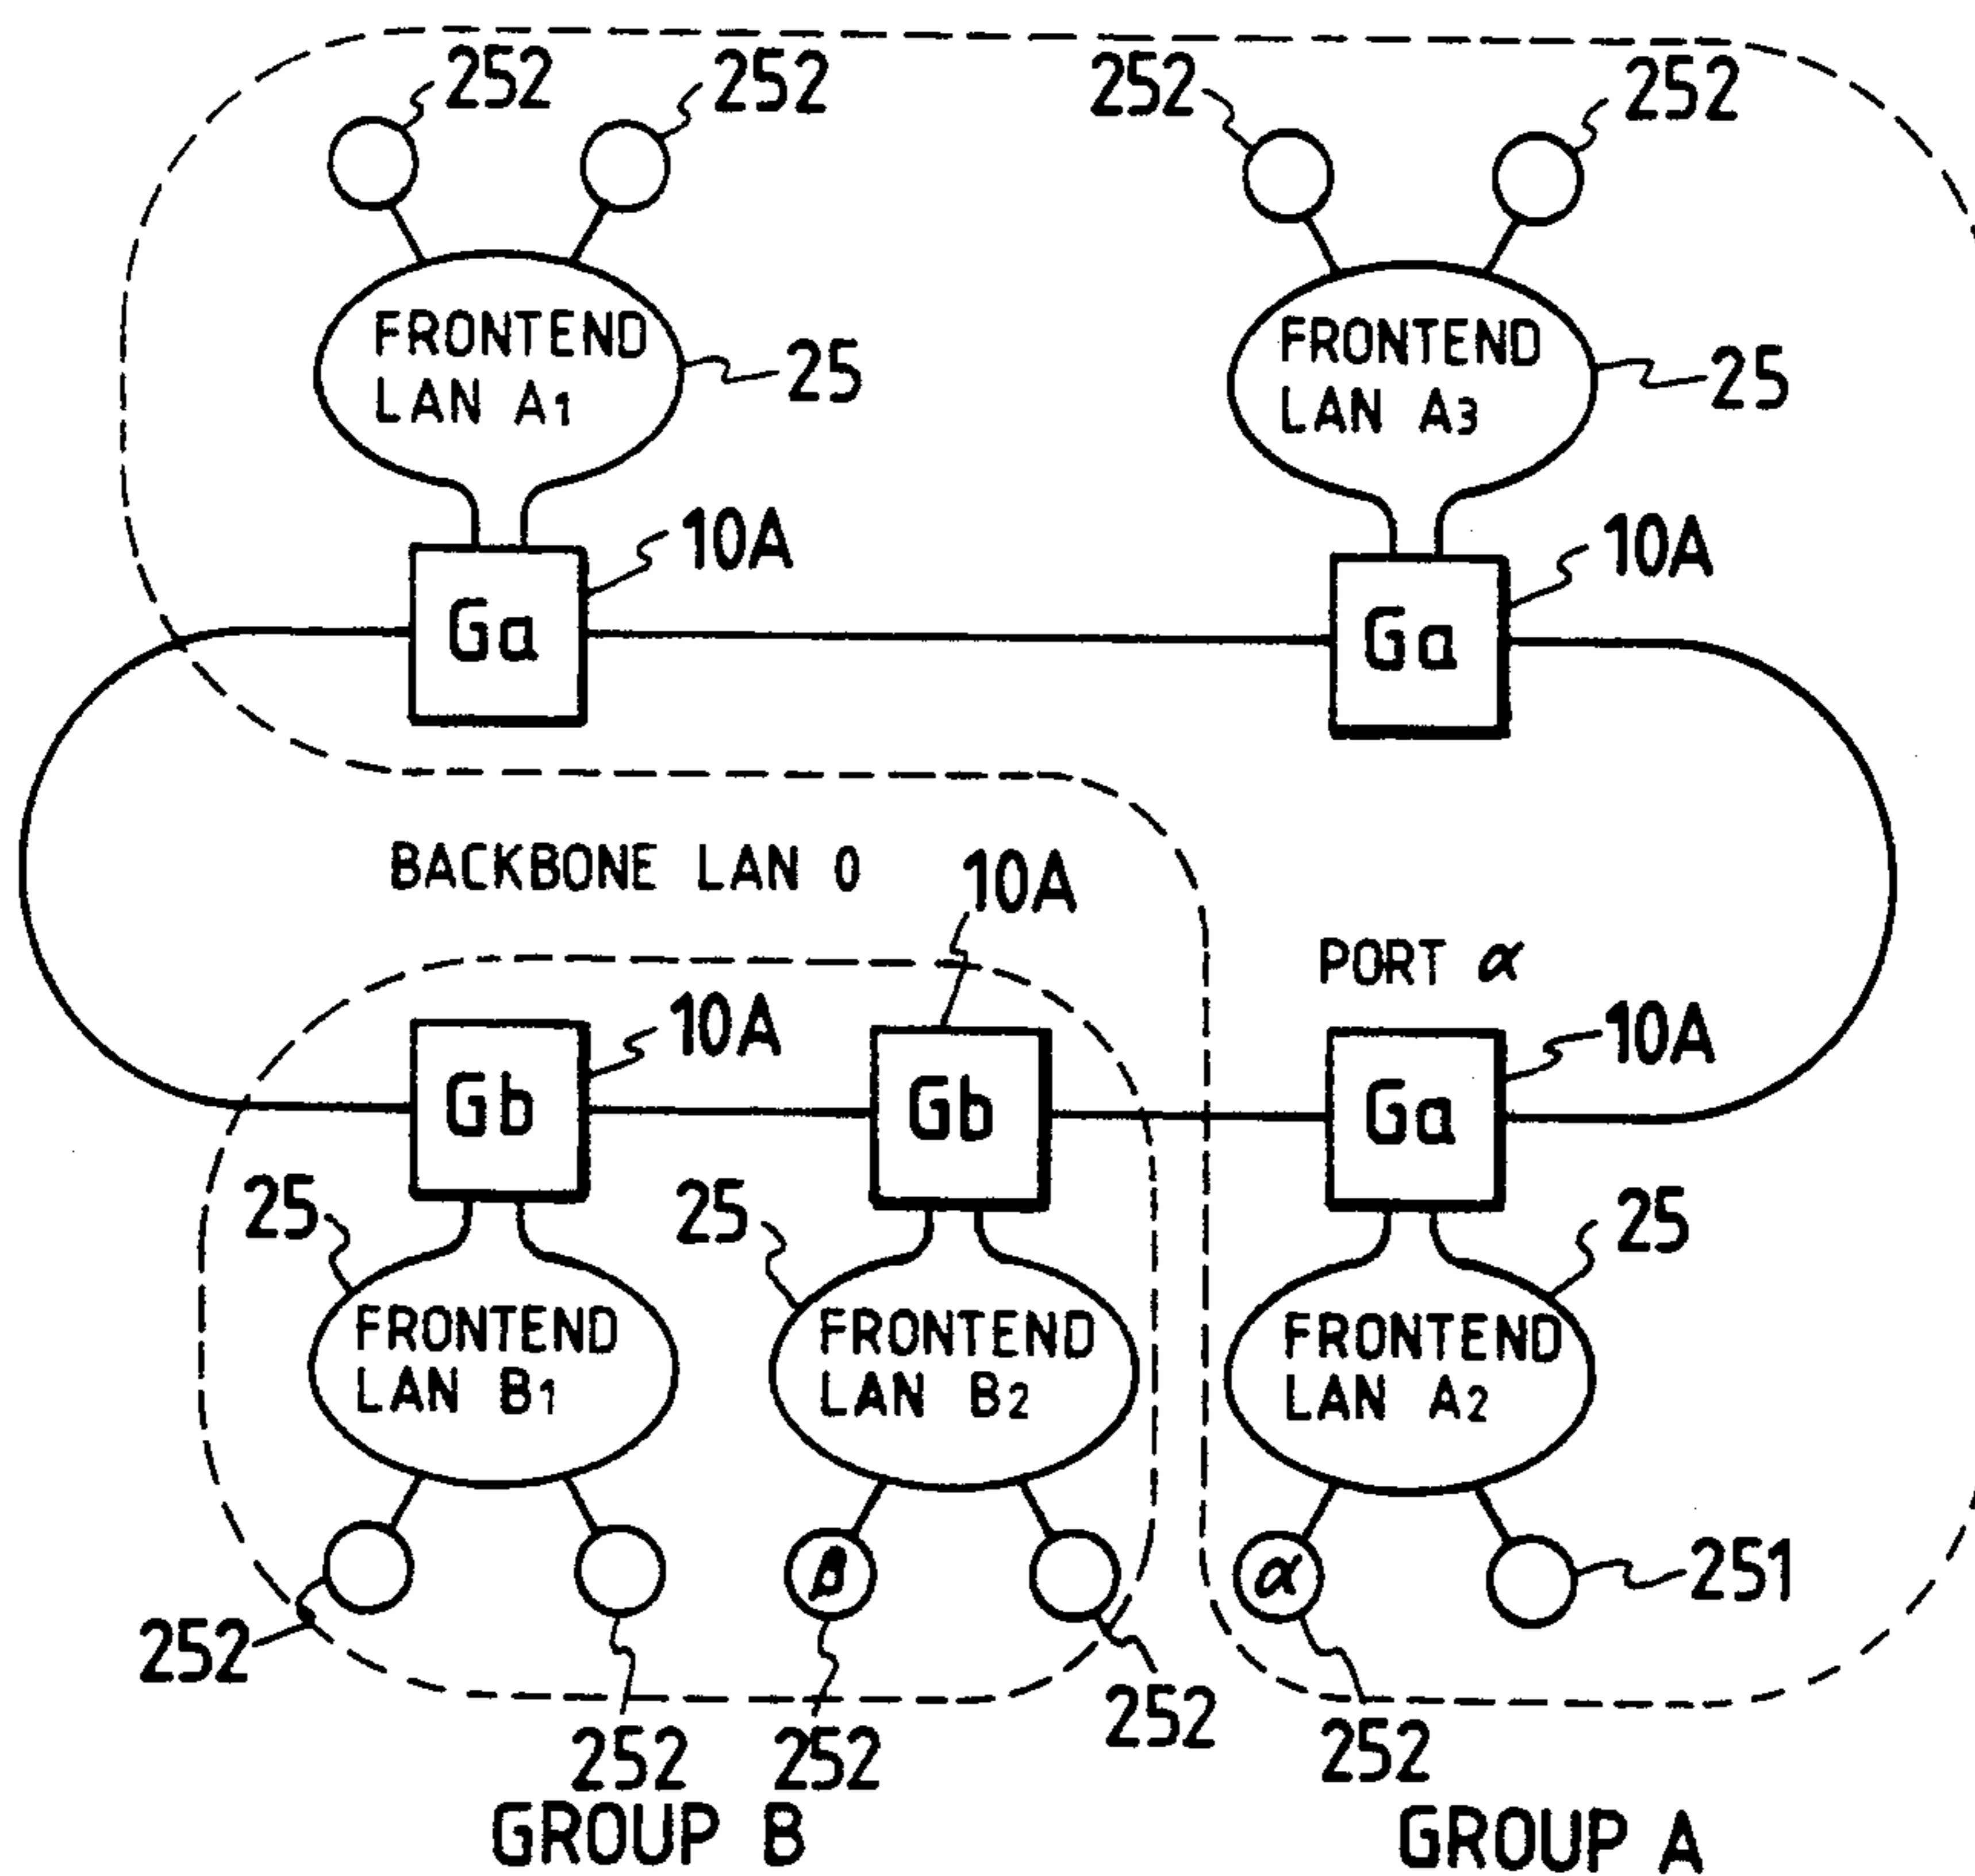 252
252
252
252
FRONTEND
LAN A1
25
FRONTEND
LAN A3
25
10A
10A
Ga
Ga
BACKBONE LAN 0
10A
PORT α
10A
10A
Gb
Gb
Ga
25
25
25
FRONTEND
LAN B1
FRONTEND
LAN B2
FRONTEND
LAN A2
β
α
251
252
252
252
252
252
GROUP B
GROUP A